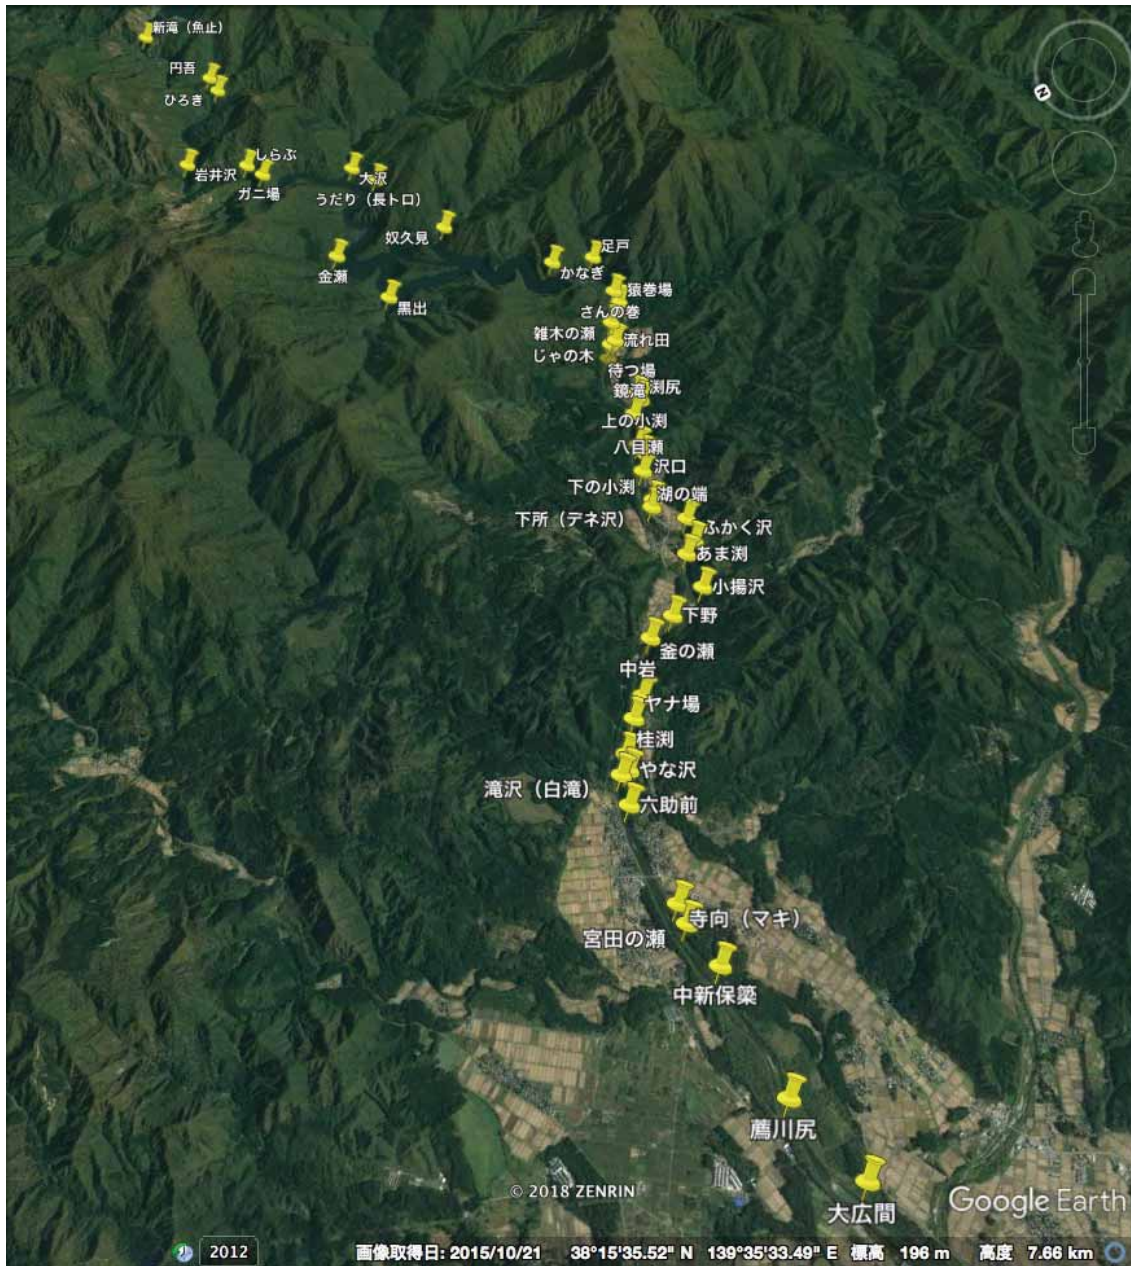 新滝（魚止）
円吾
ひろき
しらぶ
岩井沢
ガニ場
大沢
うだり（長トロ）
奴久見
足戸
かなぎ
金瀬
猿巻場
黒出
さんの巻
雑木の瀬
流れ田
じゃの木
待つ場
渕尻
鏡滝
上の小渕
八目瀬
沢口
下の小渕
湖の端
下所（デネ沢）
ふかく沢
あま渕
小揚沢
下野
釜の瀬
中岩
ヤナ場
桂渕
やな沢
滝沢（白滝）
六助前
寺向（マキ）
宮田の瀬
中新保簗
薦川尻
© 2018 ZENRIN
Google Earth
大広間
2012
画像取得日: 2015/10/21 38°15'35.52" N 139°35'33.49" E 標高 196 m 高度 7.66 km
N